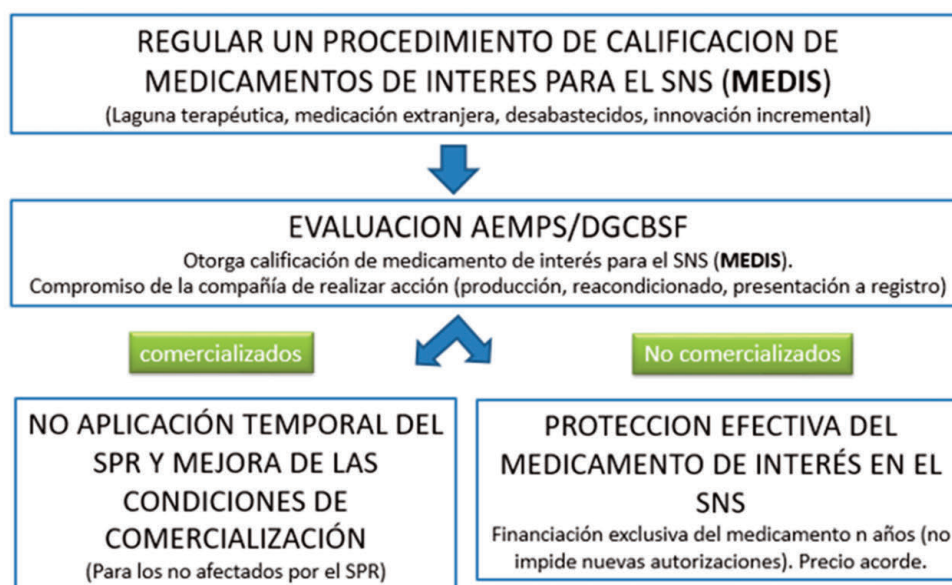 REGULAR UN PROCEDIMIENTO DE CALIFICACION DE
MEDICAMENTOS DE INTERES PARA EL SNS (MEDIS)
(Laguna terapéutica, medicación extranjera, desabastecidos, innovación incremental)
EVALUACION AEMPS/DGCBSF
Otorga calificación de medicamento de interés para el SNS (MEDIS).
Compromiso de la compañía de realizar acción (producción, reacondicionado, presentación a registro)
comercializados
No comercializados
NO APLICACIÓN TEMPORAL DEL
SPR Y MEJORA DE LAS
CONDICIONES DE
COMERCIALIZACIÓN
(Para los no afectados por el SPR)
PROTECCION EFECTIVA DEL
MEDICAMENTO DE INTERÉS EN EL
SNS
Financiación exclusiva del medicamento n años (no
impide nuevas autorizaciones). Precio acorde.